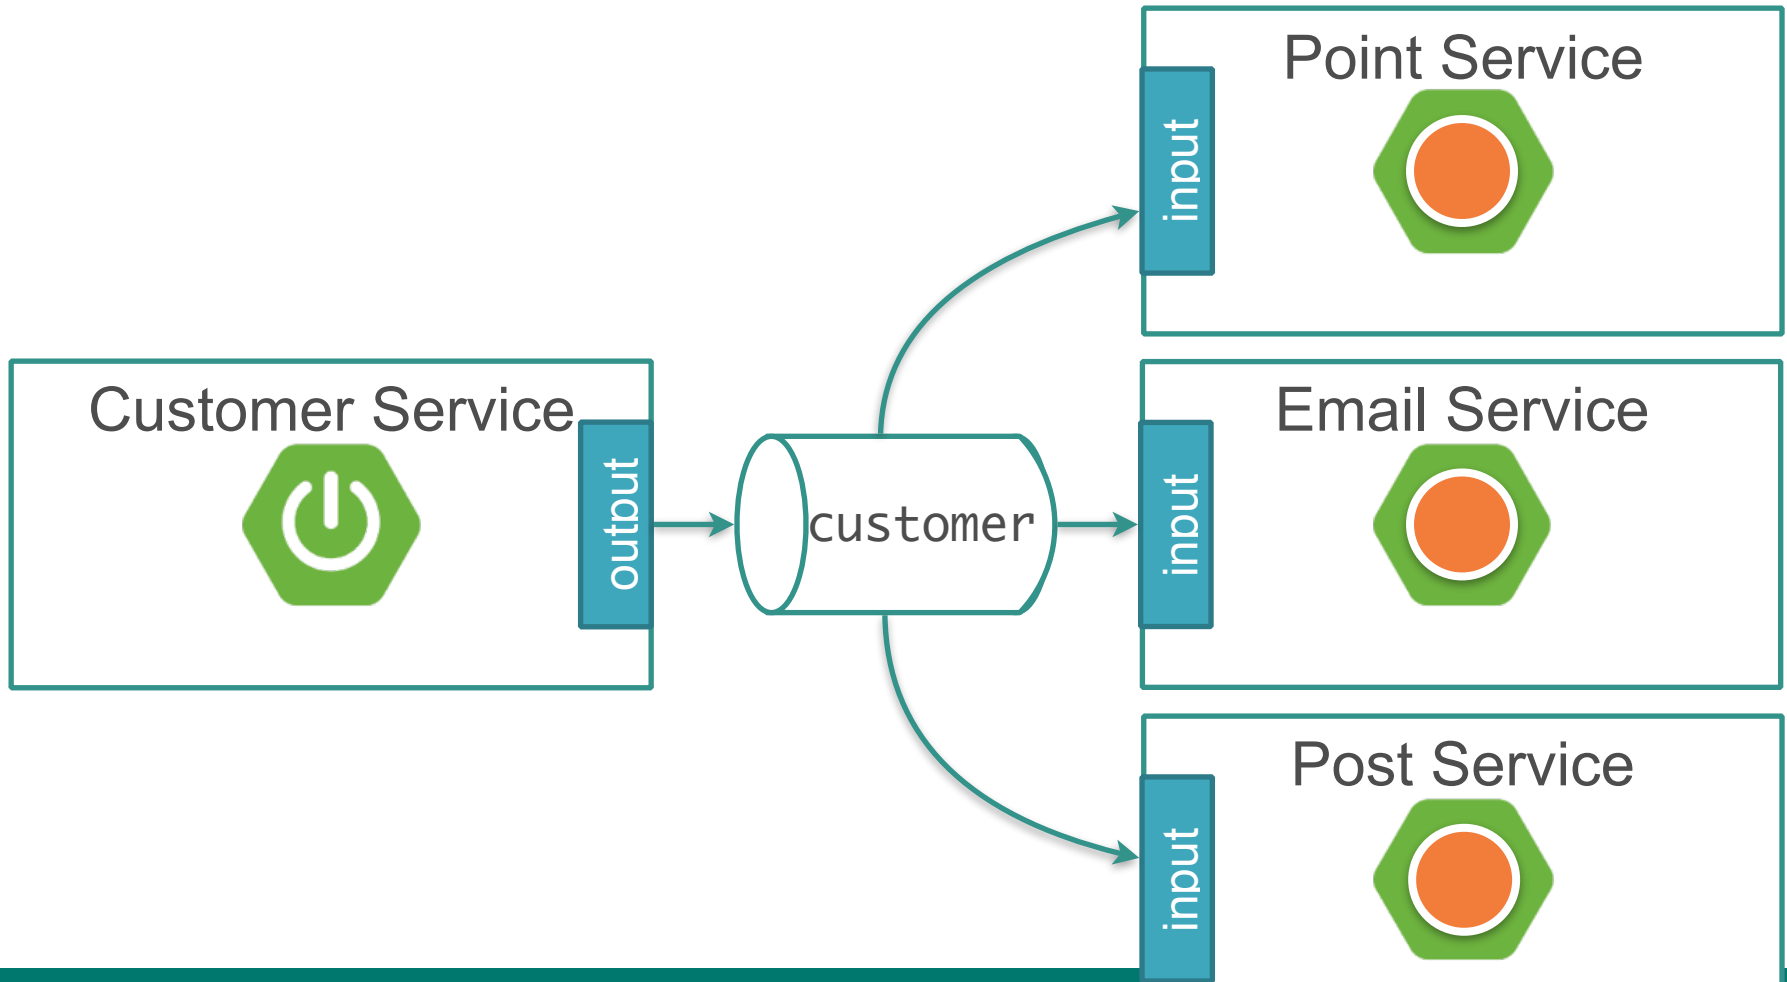 Point Service
input
Customer Service
output
customer
Email Service
input
Post Service
input